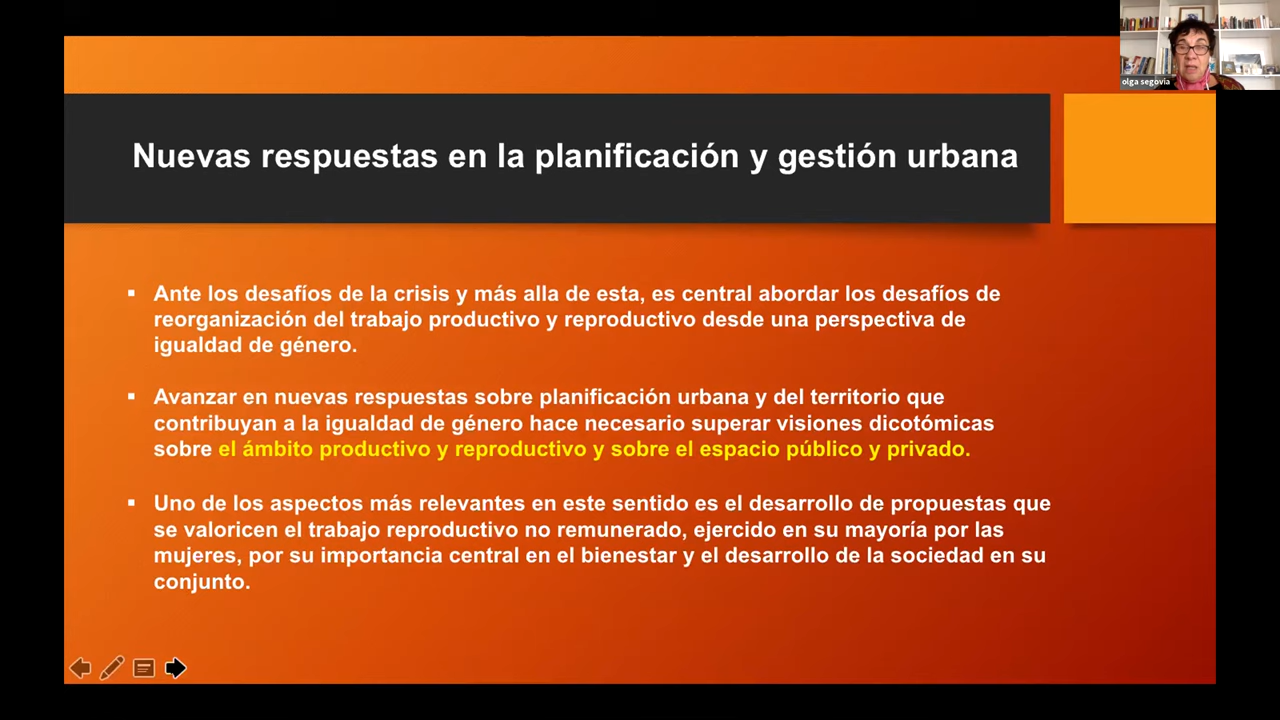 olga segovia
Nuevas respuestas en la planificación y gestión urbana
▪ Ante los desafíos de la crisis y más alla de esta, es central abordar los desafíos de
reorganización del trabajo productivo y reproductivo desde una perspectiva de
igualdad de género.
▪ Avanzar en nuevas respuestas sobre planificación urbana y del territorio que
contribuyan a la igualdad de género hace necesario superar visiones dicotómicas
sobre el ámbito productivo y reproductivo y sobre el espacio público y privado.
▪ Uno de los aspectos más relevantes en este sentido es el desarrollo de propuestas que
se valoricen el trabajo reproductivo no remunerado, ejercido en su mayoría por las
mujeres, por su importancia central en el bienestar y el desarrollo de la sociedad en su
conjunto.